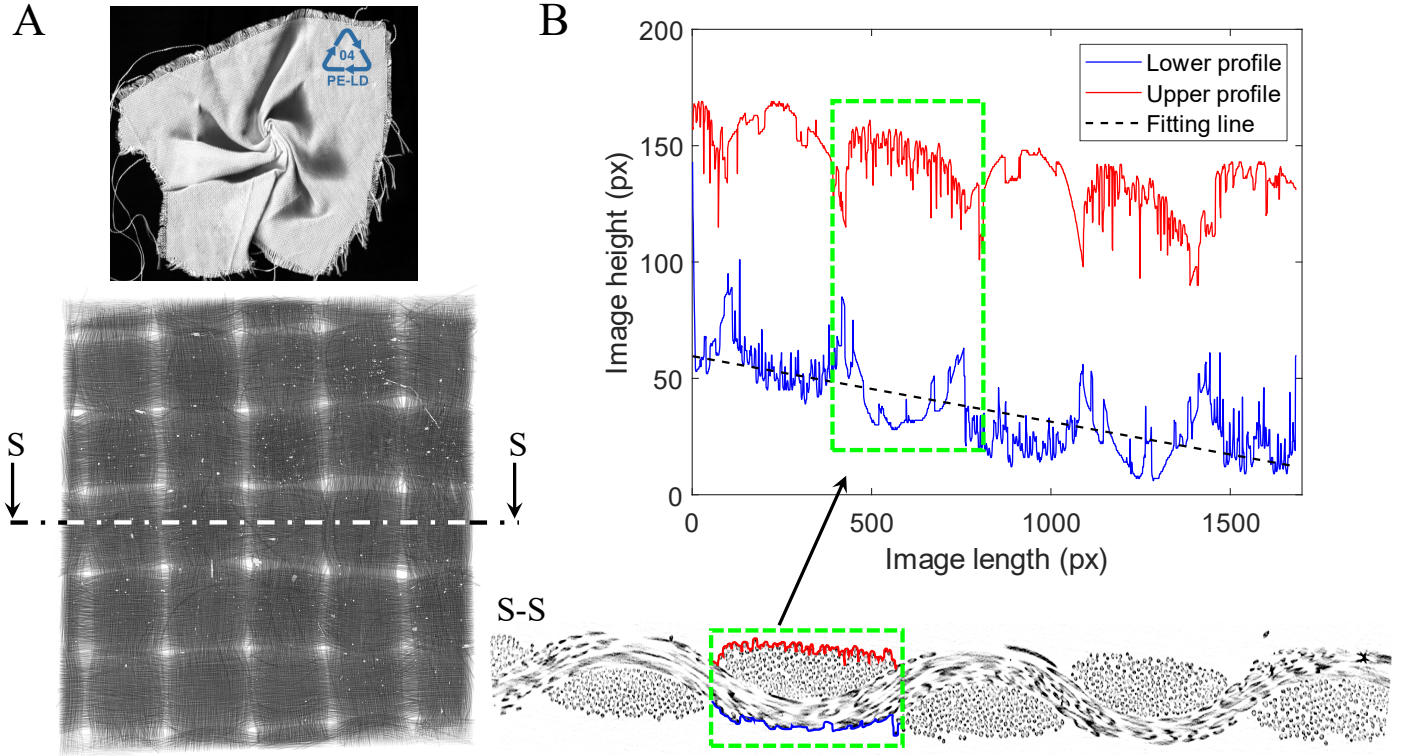 A
04
PE-LD
S
S
B
200
150
100
50
0
Image height (px)
Lower profile
Upper profile
Fitting line
0
500
1000
1500
Image length (px)
S-S